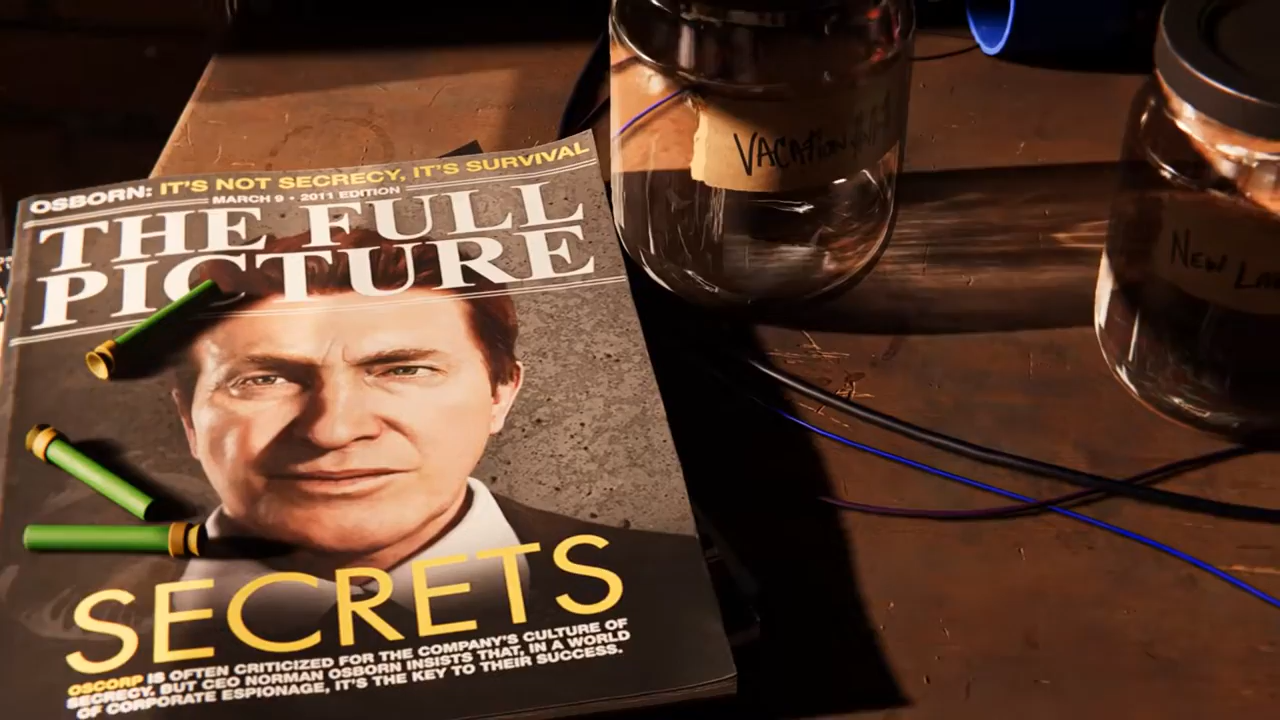 OSBORN: IT'S NOT SECRECY, IT'S SURVIVAL
MARCH 9 • 2011 EDITION
THE FULL
PICTURE
SECRETS
OSCORP IS OFTEN CRITICIZED FOR THE COMPANY'S CULTURE OF
SECRECY. BUT CEO NORMAN OSBORN INSISTS THAT, IN A WORLD
OF CORPORATE ESPIONAGE, IT'S THE KEY TO THEIR SUCCESS.
VACATION
NEW